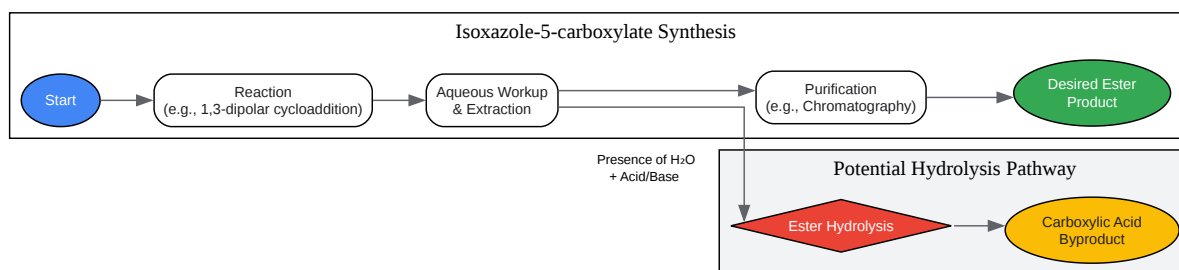 Isoxazole-5-carboxylate Synthesis
Start
Reaction
(e.g., 1,3-dipolar cycloaddition)
Aqueous Workup
& Extraction
Purification
(e.g., Chromatography)
Desired Ester
Product
Presence of H₂O
+ Acid/Base
Potential Hydrolysis Pathway
Ester Hydrolysis
Carboxylic Acid
Byproduct